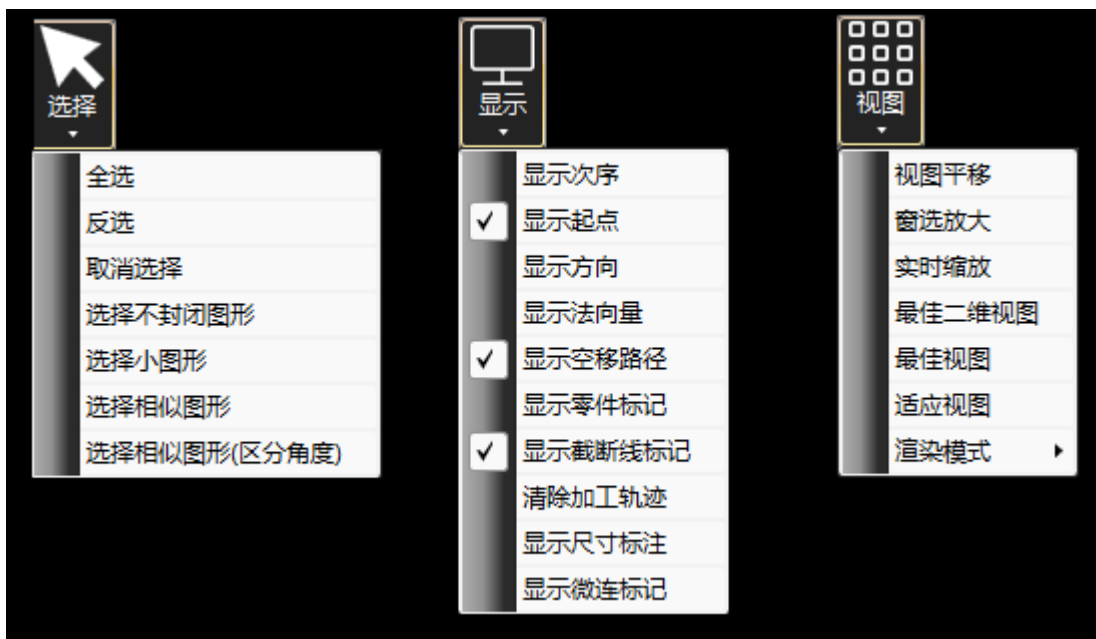 选择
全选
反选
取消选择
选择不封闭图形
选择小图形
选择相似图形
选择相似图形(区分角度)
显示
显示次序
显示起点
显示方向
显示法向量
显示空移路径
显示零件标记
显示截断线标记
清除加工轨迹
显示尺寸标注
显示微连标记
视图
视图平移
窗选放大
实时缩放
最佳二维视图
最佳视图
适应视图
渲染模式